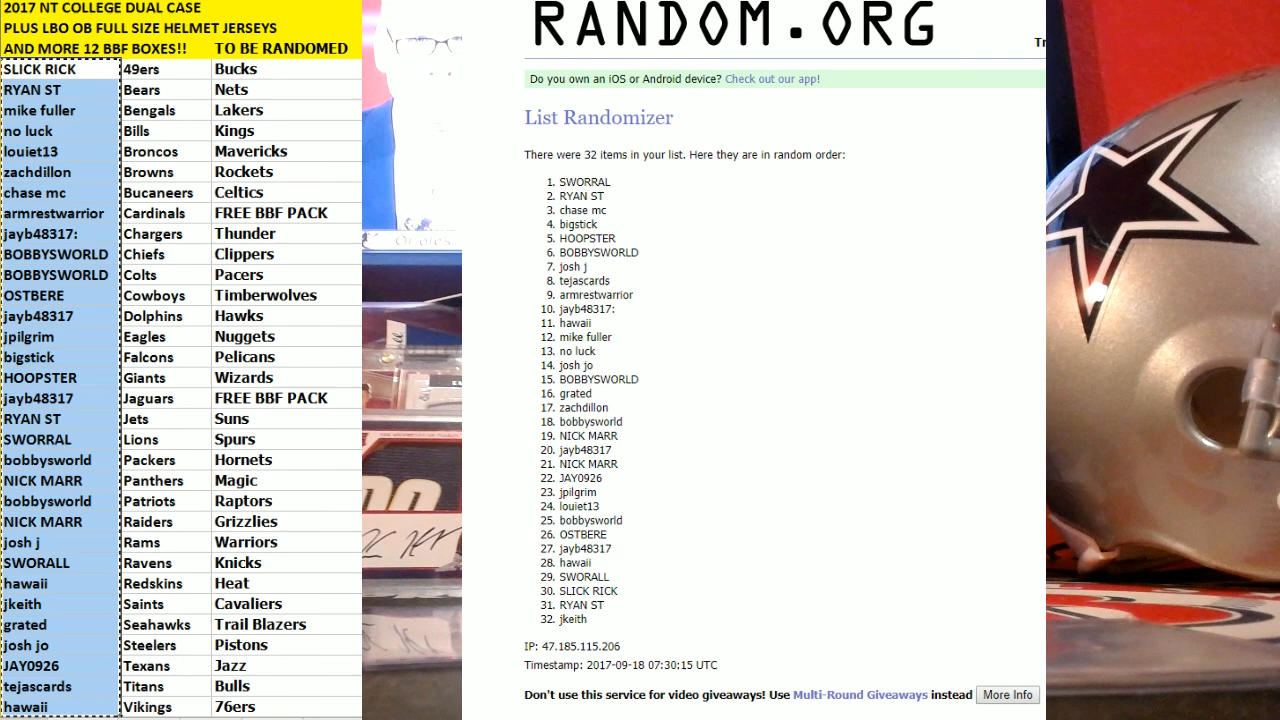 2017 NT COLLEGE DUAL CASE
PLUS LBO OB FULL SIZE HELMET JERSEYS
AND MORE 12 BBF BOXES!! TO BE RANDOMED
SLICK RICK 49ers Bucks
RYAN ST Bears Nets
mike fuller Bengals Lakers
no luck Bills Kings
louiet13 Broncos Mavericks
zachdillon Browns Rockets
chase mc Bucaneers Celtics
armrestwarrior Cardinals FREE BBF PACK
jayb48317: Chargers Thunder
BOBBYSWORLD Chiefs Clippers
BOBBYSWORLD Colts Pacers
OSTBERE Cowboys Timberwolves
jayb48317 Dolphins Hawks
jpilgrim Eagles Nuggets
bigstick Falcons Pelicans
HOOPSTER Giants Wizards
jayb48317 Jaguars FREE BBF PACK
RYAN ST Jets Suns
SWORRAL Lions Spurs
bobbysworld Packers Hornets
NICK MARR Panthers Magic
bobbysworld Patriots Raptors
NICK MARR Raiders Grizzlies
josh j Rams Warriors
SWORALL Ravens Knicks
hawaii Redskins Heat
jkeith Saints Cavaliers
grated Seahawks Trail Blazers
josh jo Steelers Pistons
JAY0926 Texans Jazz
tejascards Titans Bulls
hawaii Vikings 76ers
RANDOM.ORG
Do you own an iOS or Android device? Check out our app!
List Randomizer
There were 32 items in your list. Here they are in random order:
1. SWORRAL
2. RYAN ST
3. chase mc
4. bigstick
5. HOOPSTER
6. BOBBYSWORLD
7. josh j
8. tejascards
9. armrestwarrior
10. jayb48317:
11. hawaii
12. mike fuller
13. no luck
14. josh jo
15. BOBBYSWORLD
16. grated
17. zachdillon
18. bobbysworld
19. NICK MARR
20. jayb48317
21. NICK MARR
22. JAY0926
23. jpilgrim
24. louiet13
25. bobbysworld
26. OSTBERE
27. jayb48317
28. hawaii
29. SWORALL
30. SLICK RICK
31. RYAN ST
32. jkeith
IP: 47.185.115.206
Timestamp: 2017-09-18 07:30:15 UTC
Don't use this service for video giveaways! Use Multi-Round Giveaways instead More Info